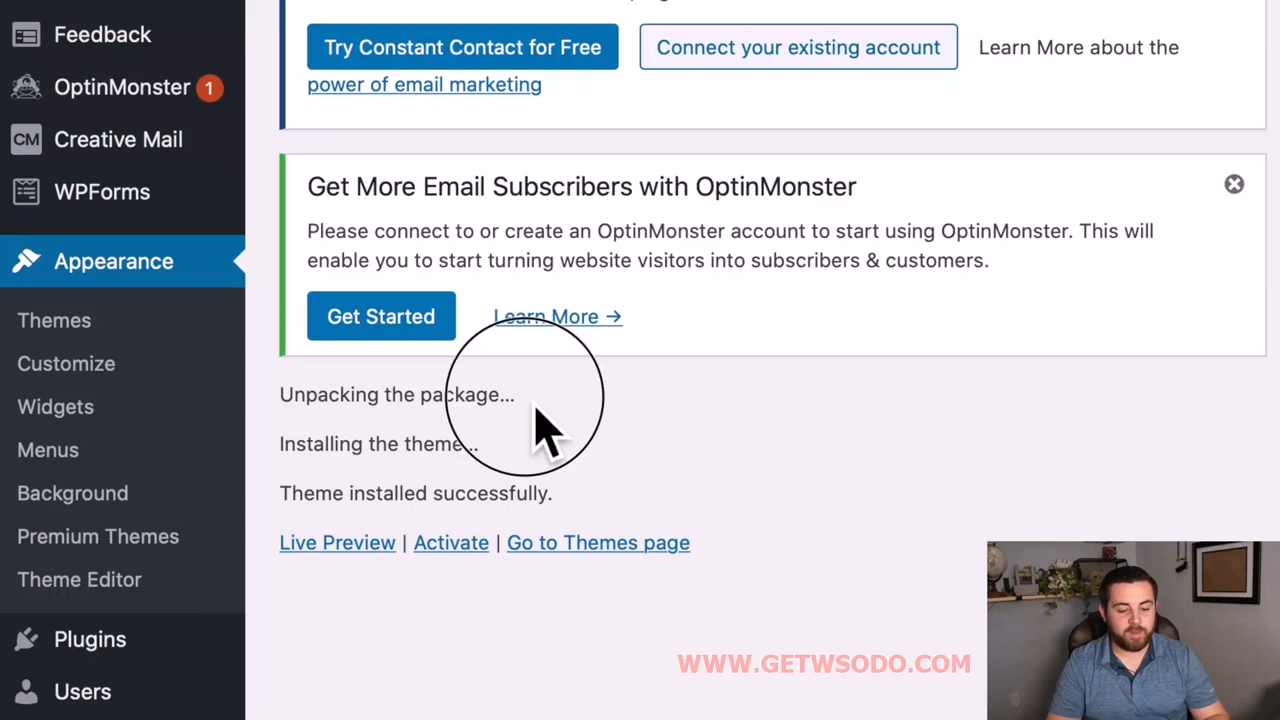 Feedback
OptinMonster 1
CM Creative Mail
WPForms
Appearance
Themes
Customize
Widgets
Menus
Background
Premium Themes
Theme Editor
Plugins
Users
Try Constant Contact for Free
Connect your existing account
Learn More about the
power of email marketing
Get More Email Subscribers with OptinMonster
Please connect to or create an OptinMonster account to start using OptinMonster. This will
enable you to start turning website visitors into subscribers & customers.
Get Started
Learn More →
Unpacking the package...
Installing the theme...
Theme installed successfully.
Live Preview | Activate | Go to Themes page
WWW.GETWSODO.COM